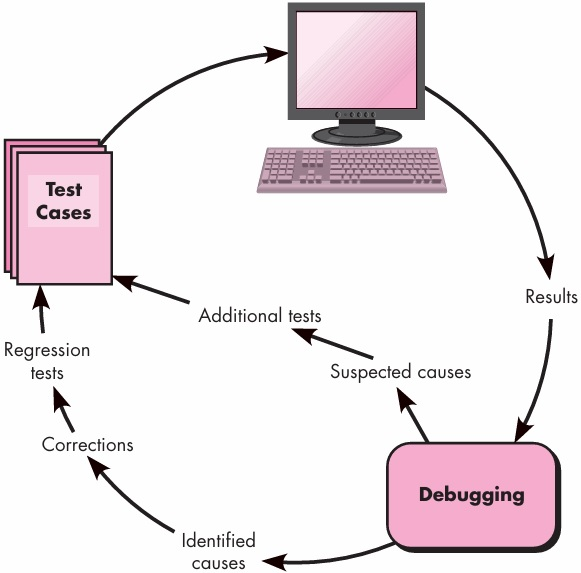 Test
Cases
Results
Additional tests
Suspected causes
Regression
tests
Corrections
Debugging
Identified
causes